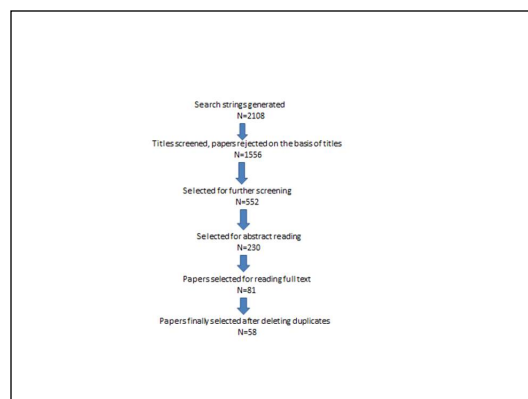 Search strings generated
N=2108
Titles screened, papers rejected on the basis of titles
N=1556
Selected for further screening
N=552
Selected for abstract reading
N=230
Papers selected for reading full text
N=81
Papers finally selected after deleting duplicates
N=58